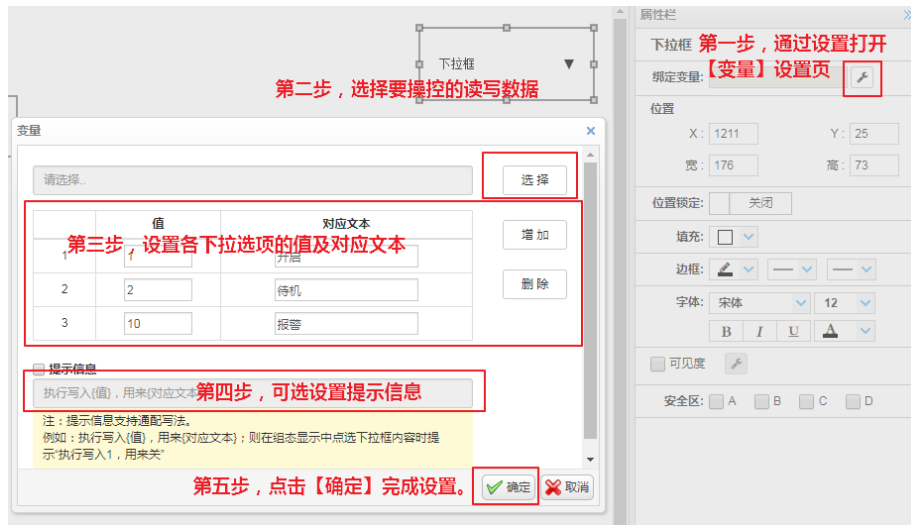 属性栏
下拉框
第一步，通过设置打开
【变量】设置页
绑定变量:
下拉框
第二步，选择要操控的读写数据
位置
X: 1211 Y: 25
宽: 176 高: 73
位置锁定: 关闭
填充:
边框:
字体: 宋体 12
B I U A
可见度
安全区: A B C D
变量
请选择..
选择
值 对应文本
第三步，设置各下拉选项的值及对应文本
1 1 开启
2 2 待机
3 10 报警
增加
删除
提示信息
执行写入{值}，用来{对应文本
第四步，可选设置提示信息
注：提示信息支持通配写法。
例如：执行写入{值}，用来{对应文本}；则在组态显示中点选下拉框内容时提
示“执行写入1，用来关”
第五步，点击【确定】完成设置。
确定 取消